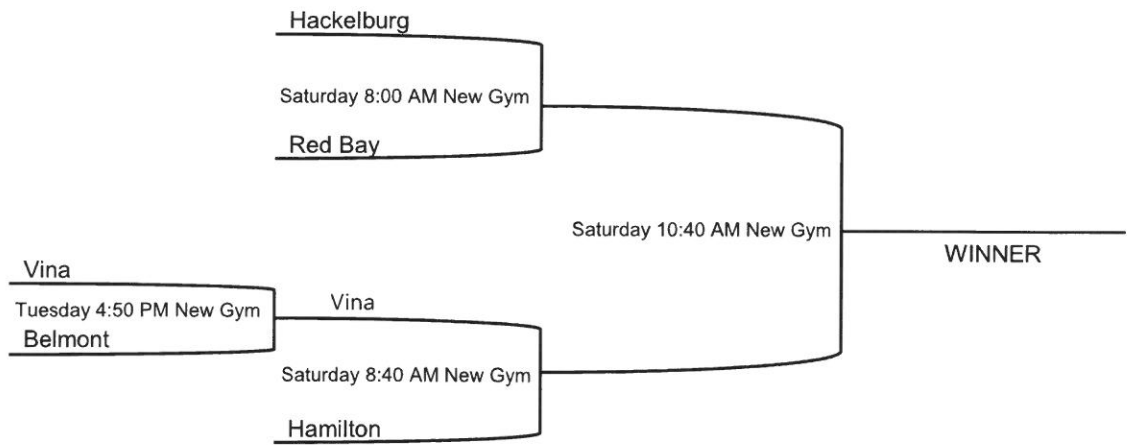 Hackelburg
Saturday 8:00 AM New Gym
Red Bay
Saturday 10:40 AM New Gym
WINNER
Vina
Tuesday 4:50 PM New Gym
Belmont
Vina
Saturday 8:40 AM New Gym
Hamilton